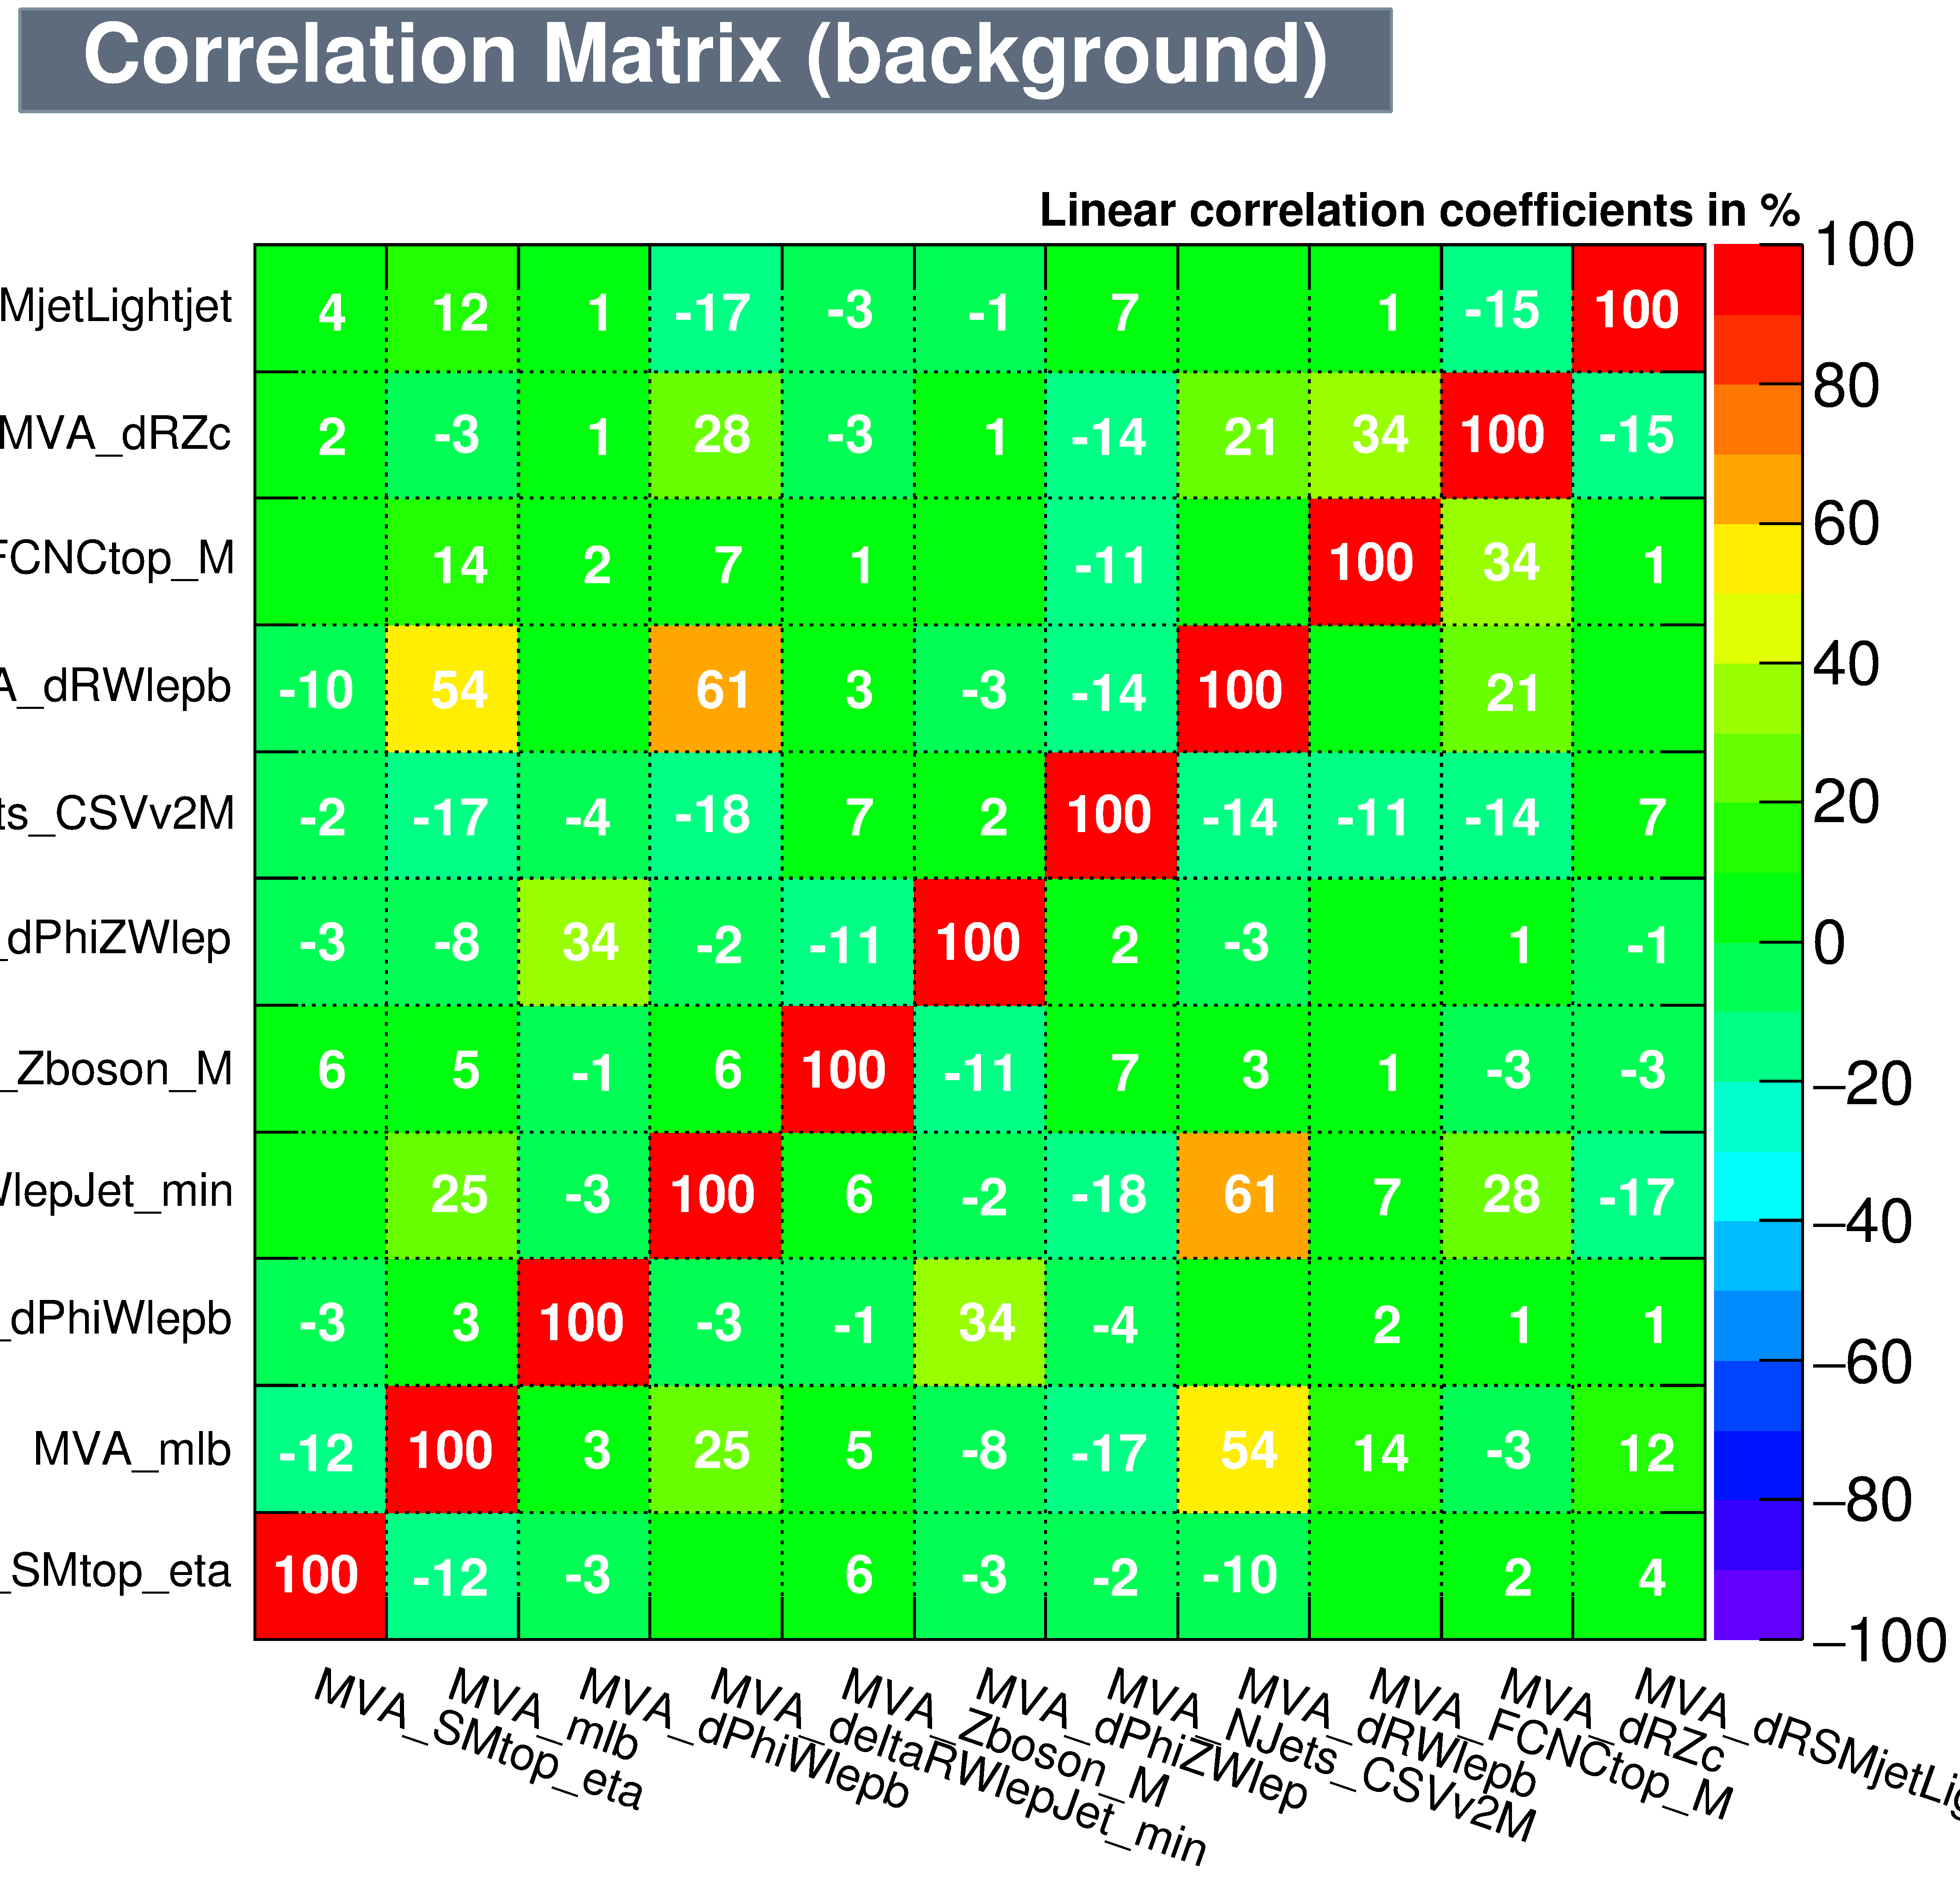 Correlation Matrix (background)
Linear correlation coefficients in %
MjetLightjet 4 12 1 -17 -3 -1 7 1 -15 100
MVA_dRZc 2 -3 1 28 -3 1 -14 21 34 100 -15
FCNCtop_M 14 2 7 1 -11 100 34 1
A_dRWlepb -10 54 61 3 -3 -14 100 21
ts_CSVv2M -2 -17 -4 -18 7 2 100 -14 -11 -14 7
_dPhiZWlep -3 -8 34 -2 -11 100 2 -3 1 -1
_Zboson_M 6 5 -1 6 100 -11 7 3 1 -3 -3
WlepJet_min 25 -3 100 6 -2 -18 61 7 28 -17
_dPhiWlepb -3 3 100 -3 -1 34 -4 2 1 1
MVA_mlb -12 100 3 25 5 -8 -17 54 14 -3 12
_SMtop_eta 100 -12 -3 6 -3 -2 -10 2 4
100
80
60
40
20
0
−20
−40
−60
−80
−100
MVA_SMtop_eta
MVA_mlb
MVA_dPhiWlepb
MVA_deltaRWlepJet_min
MVA_Zboson_M
MVA_dPhiZWlep
MVA_NJets_CSVv2M
MVA_dRWlepb
MVA_FCNCtop_M
MVA_dRZc
MVA_dRSMjetLig